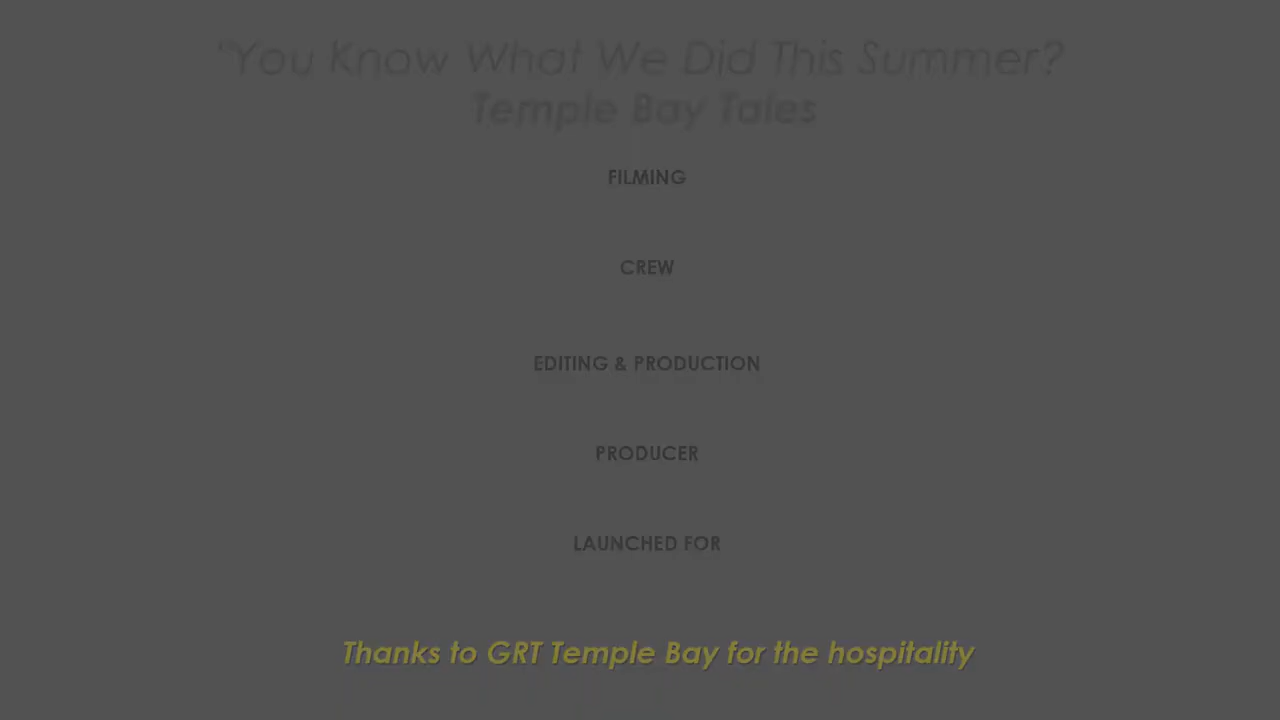 "You Know What We Did This Summer?
Temple Bay Tales
FILMING
CREW
EDITING & PRODUCTION
PRODUCER
LAUNCHED FOR
Thanks to GRT Temple Bay for the hospitality